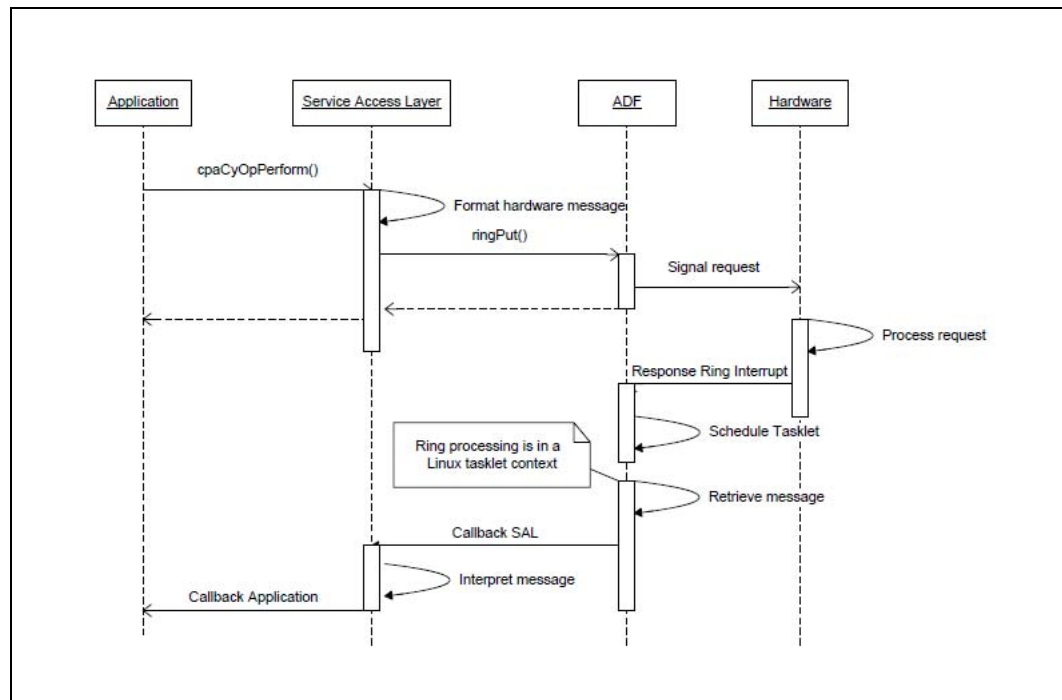 Application
Service Access Layer
ADF
Hardware
cpaCyOpPerform()
Format hardware message
ringPut()
Signal request
Process request
Response Ring Interrupt
Schedule Tasklet
Ring processing is in a
Linux tasklet context
Retrieve message
Callback SAL
Interpret message
Callback Application